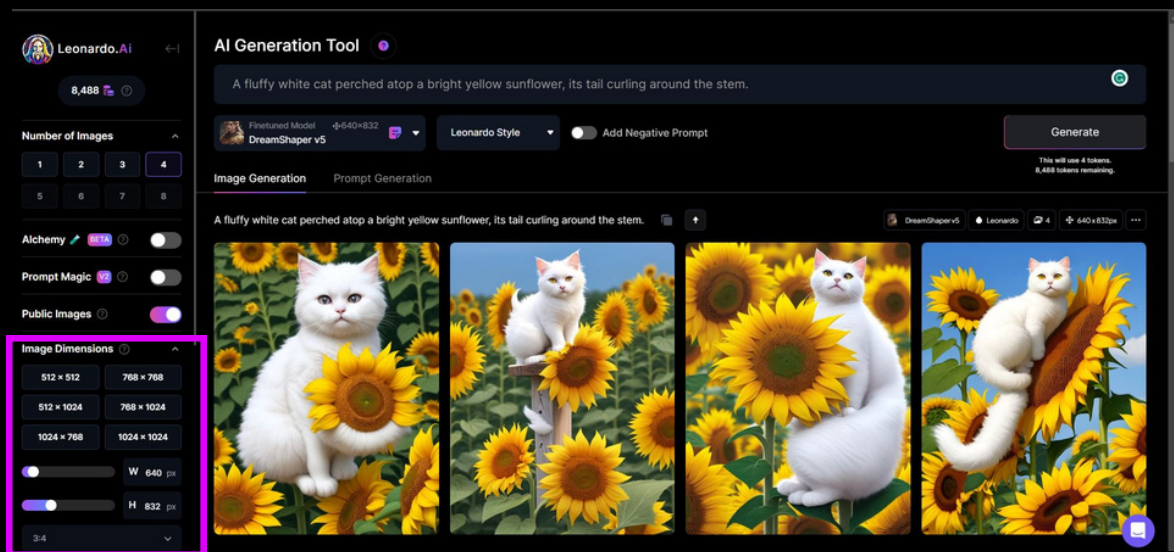 Leonardo.Ai
8,488
Number of Images
1 2 3 4
5 6 7 8
Alchemy BETA
Prompt Magic V2
Public Images
Image Dimensions
512 × 512 768 × 768
512 × 1024 768 × 1024
1024 × 768 1024 × 1024
W 640 px
H 832 px
3:4
AI Generation Tool ?
A fluffy white cat perched atop a bright yellow sunflower, its tail curling around the stem.
Finetuned Model 640×832
DreamShaper v5
Leonardo Style
Add Negative Prompt
Generate
This will use 4 tokens.
8,488 tokens remaining.
Image Generation Prompt Generation
A fluffy white cat perched atop a bright yellow sunflower, its tail curling around the stem.
DreamShaper v5 Leonardo 4 640 x 832px